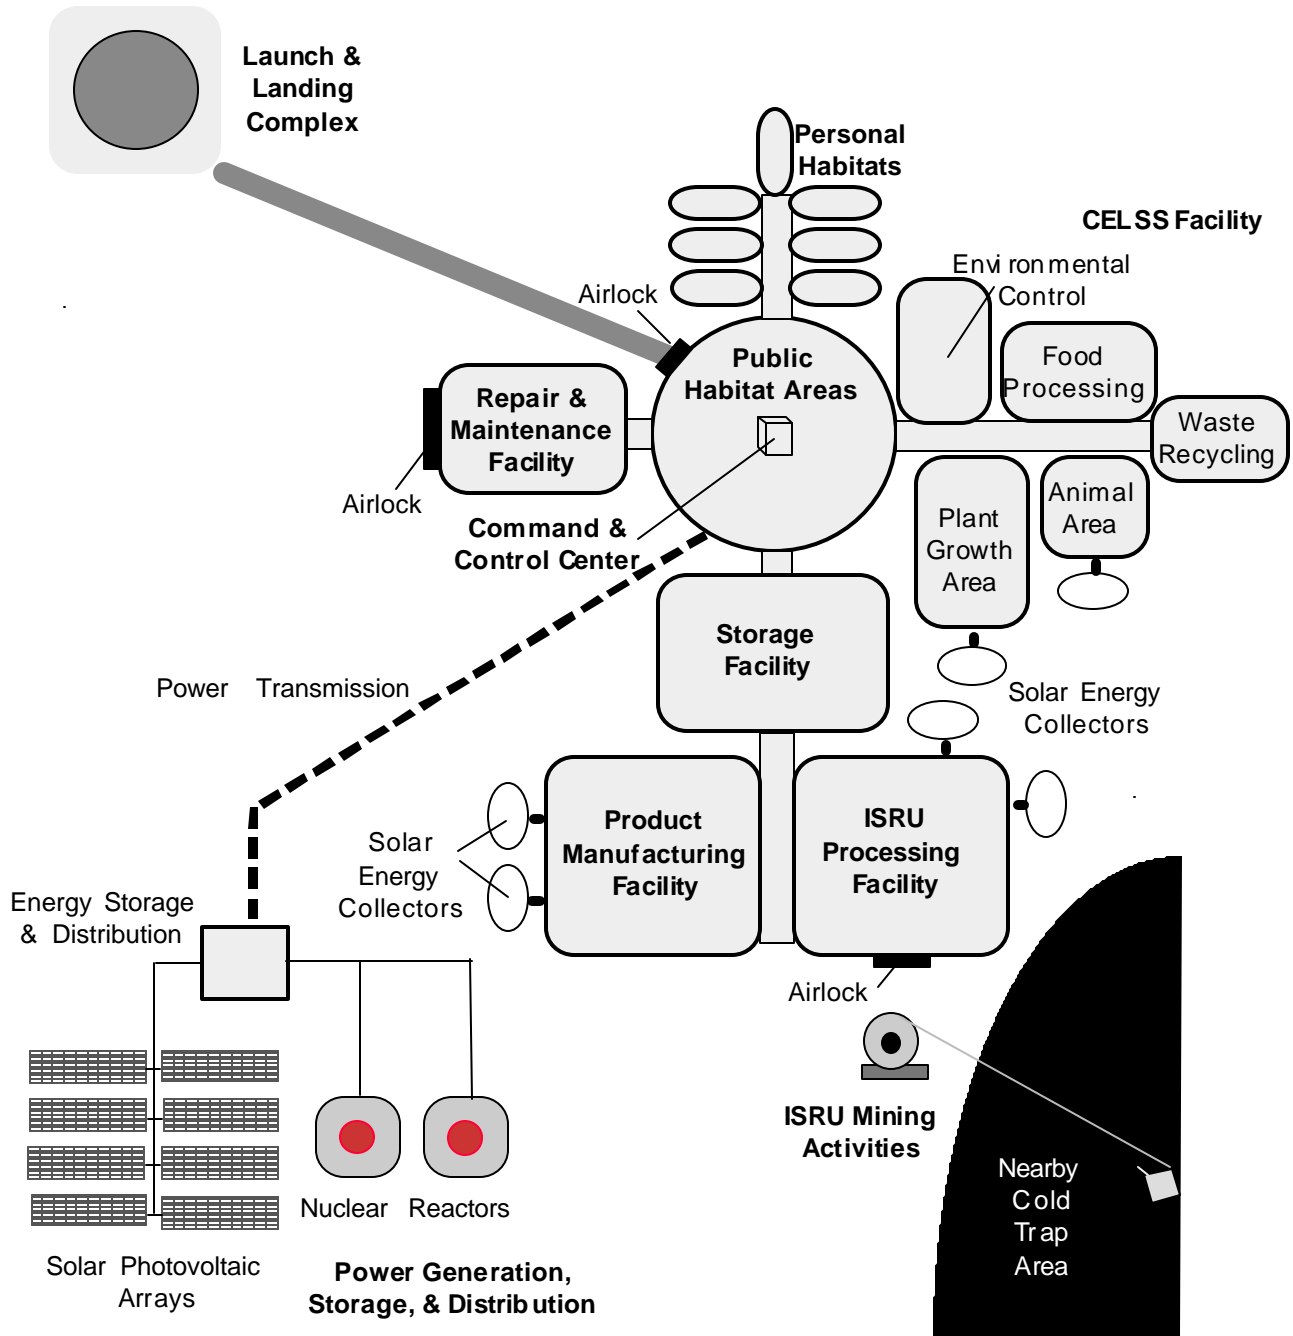 Launch &
Landing
Complex
Personal
Habitats
CELSS Facility
Environmental
Control
Airlock
Food
Processing
Public
Habitat Areas
Repair &
Maintenance
Facility
Waste
Recycling
Airlock
Animal
Area
Plant
Growth
Area
Command &
Control Center
Storage
Facility
Power Transmission
Solar Energy
Collectors
Product
Manufacturing
Facility
ISRU
Processing
Facility
Solar
Energy
Collectors
Energy Storage
& Distribution
Airlock
ISRU Mining
Activities
Nearby
Cold
Trap
Area
Nuclear Reactors
Solar Photovoltaic
Arrays
Power Generation,
Storage, & Distribution